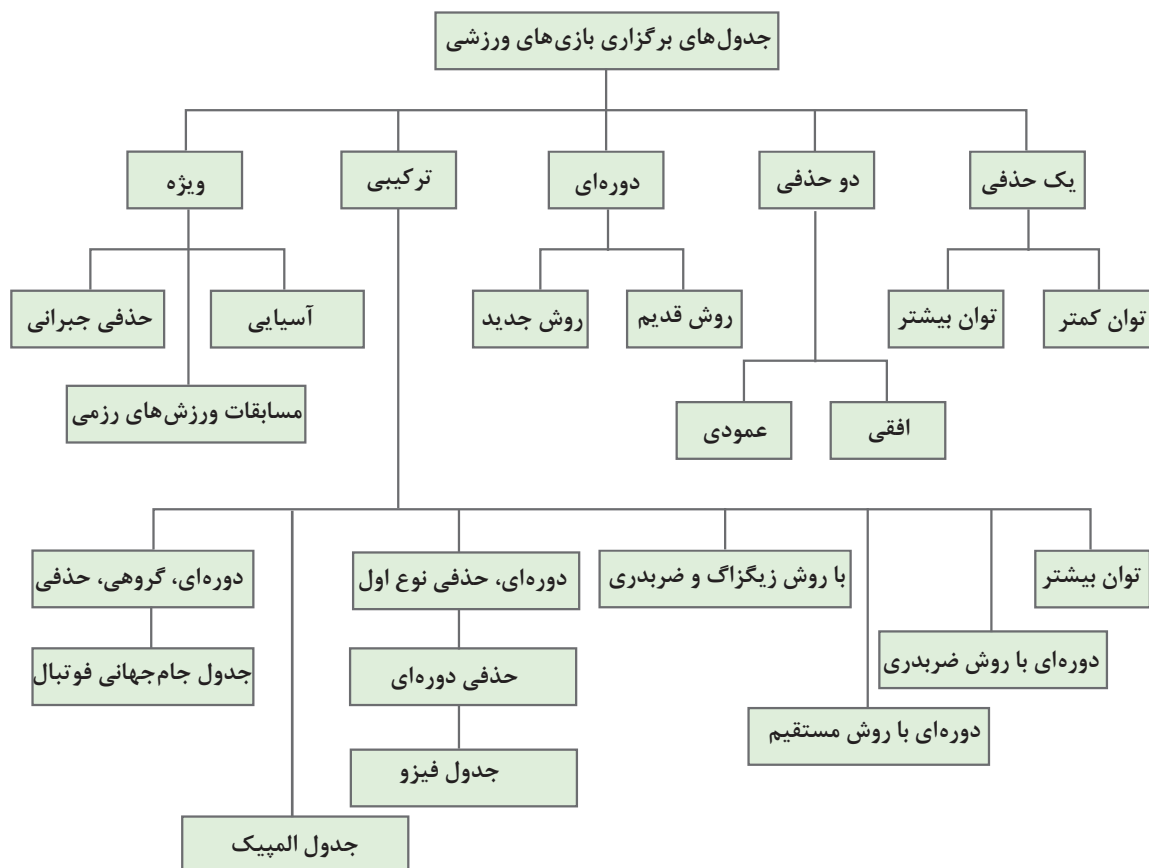 جدول‌های برگزاری بازی‌های ورزشی
یک حذفی
دو حذفی
دوره‌ای
ترکیبی
ویژه
توان کمتر
توان بیشتر
روش قدیم
روش جدید
آسیایی
حذفی جبرانی
افقی
عمودی
مسابقات ورزش‌های رزمی
توان بیشتر
با روش زیگزاگ و ضربدری
دوره‌ای، حذفی نوع اول
دوره‌ای، گروهی، حذفی
دوره‌ای با روش ضربدری
حذفی دوره‌ای
جدول جام‌جهانی فوتبال
دوره‌ای با روش مستقیم
جدول فیزو
جدول المپیک